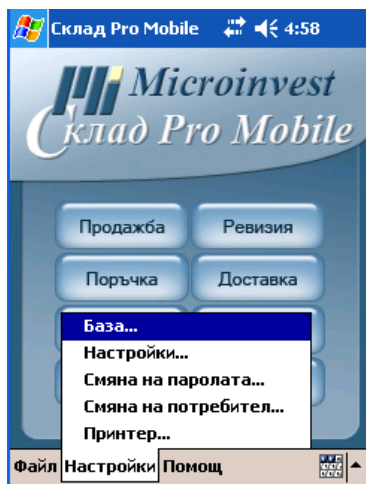 Склад Pro Mobile 4:58
Microinvest
Склад Pro Mobile
Продажба Ревизия
Поръчка Доставка
База...
Настройки...
Смяна на паролата...
Смяна на потребител...
Принтер...
Файл Настройки Помощ